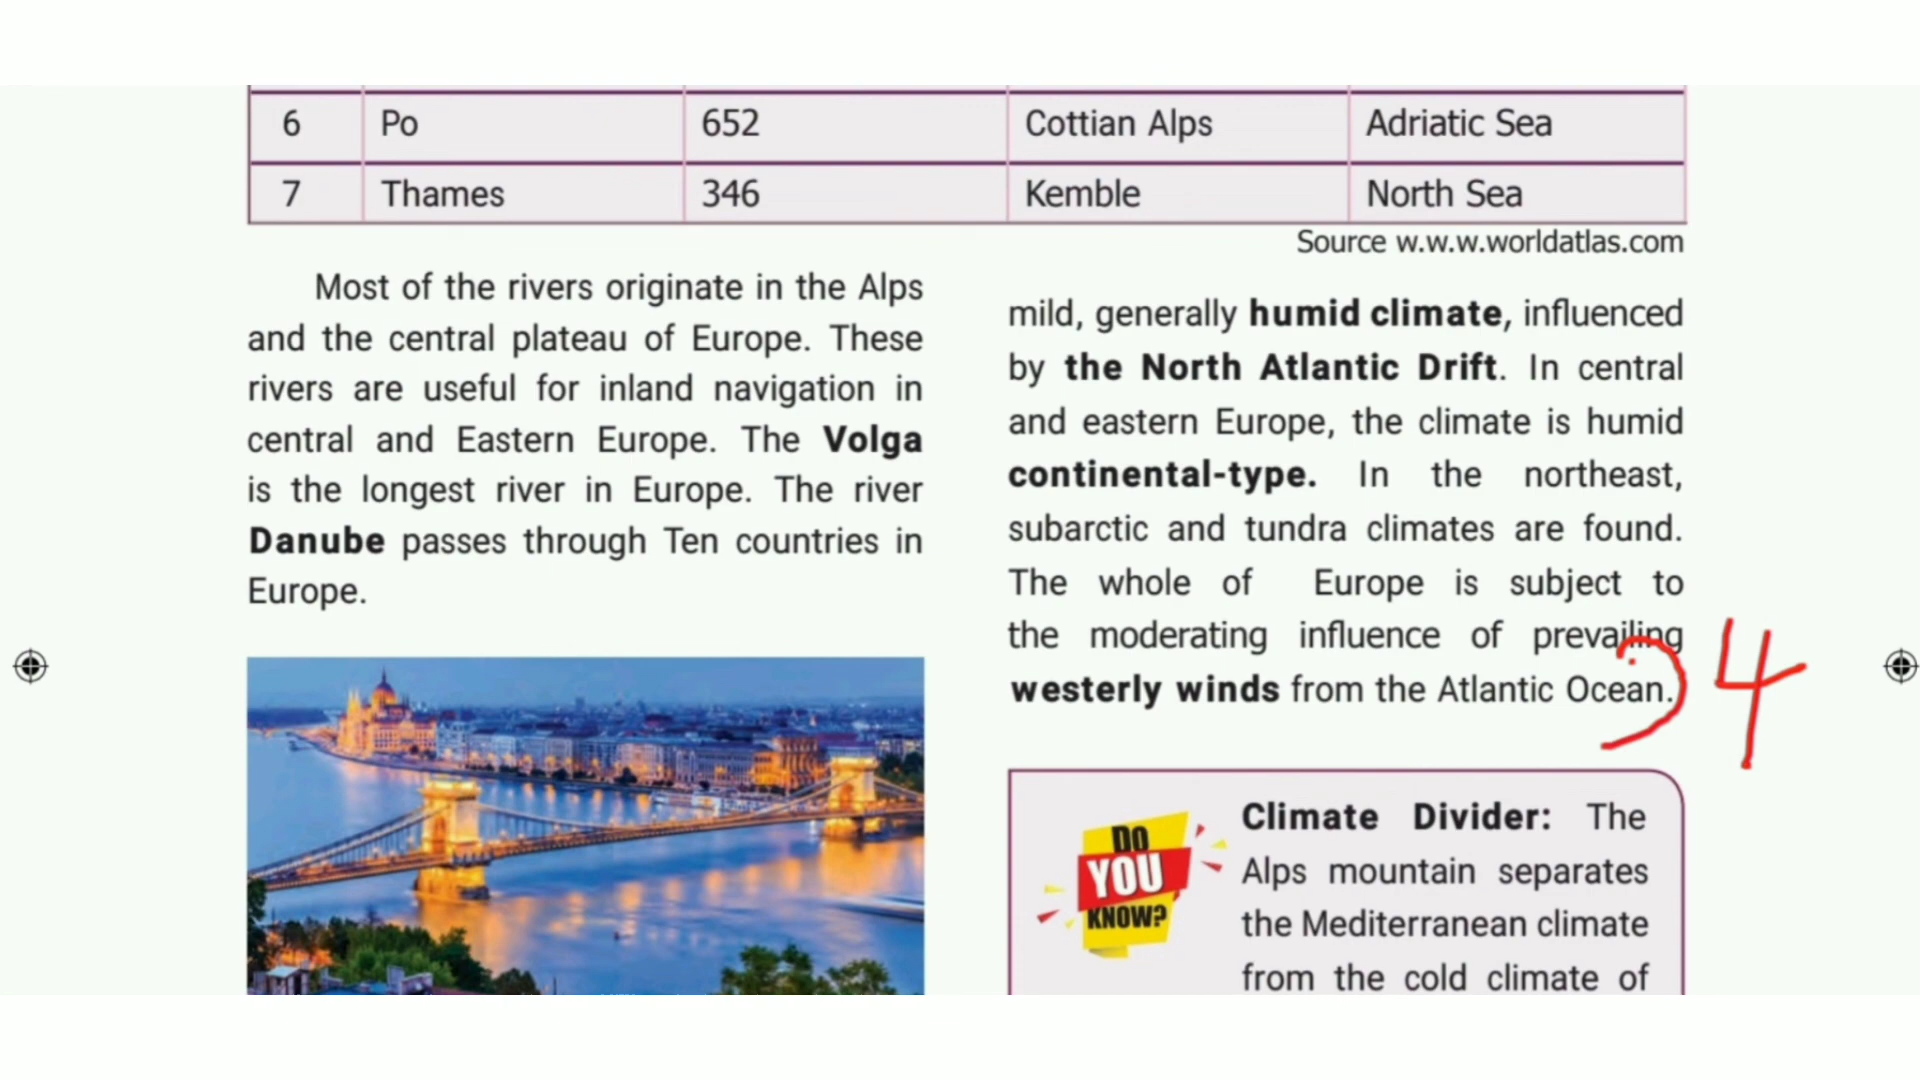 6 Po 652 Cottian Alps Adriatic Sea
7 Thames 346 Kemble North Sea
Source w.w.w.worldatlas.com
Most of the rivers originate in the Alps
and the central plateau of Europe. These
rivers are useful for inland navigation in
central and Eastern Europe. The Volga
is the longest river in Europe. The river
Danube passes through Ten countries in
Europe.
mild, generally humid climate, influenced
by the North Atlantic Drift. In central
and eastern Europe, the climate is humid
continental-type. In the northeast,
subarctic and tundra climates are found.
The whole of Europe is subject to
the moderating influence of prevailing
westerly winds from the Atlantic Ocean.
4
DO
YOU
KNOW?
Climate Divider: The
Alps mountain separates
the Mediterranean climate
from the cold climate of